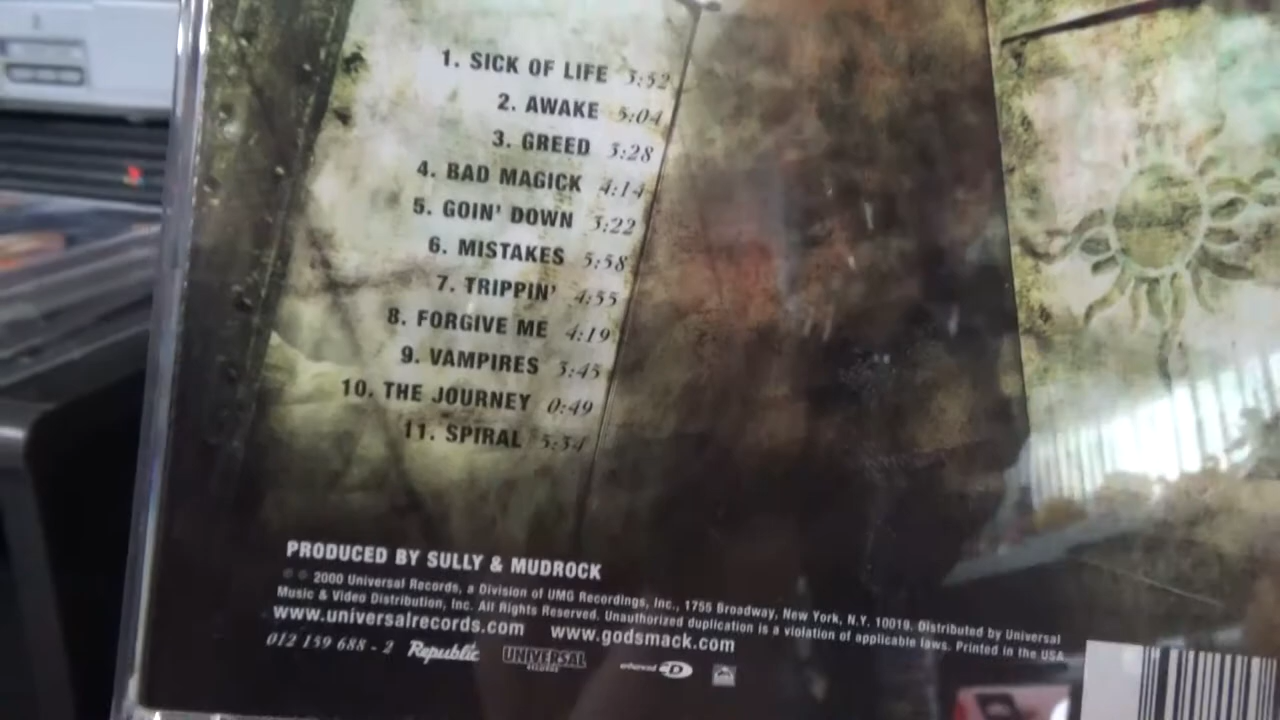 1. SICK OF LIFE 3:52
2. AWAKE 5:04
3. GREED 3:28
4. BAD MAGICK 4:14
5. GOIN' DOWN 3:22
6. MISTAKES 5:58
7. TRIPPIN' 4:55
8. FORGIVE ME 4:19
9. VAMPIRES 3:45
10. THE JOURNEY 0:49
11. SPIRAL 5:34
PRODUCED BY SULLY & MUDROCK
℗ © 2000 Universal Records, a Division of UMG Recordings, Inc., 1755 Broadway, New York, N.Y. 10019. Distributed by Universal
Music & Video Distribution, Inc. All Rights Reserved. Unauthorized duplication is a violation of applicable laws. Printed in the USA
www.universalrecords.com www.godsmack.com
012 159 688 - 2 Republic UNIVERSAL enhanced CD